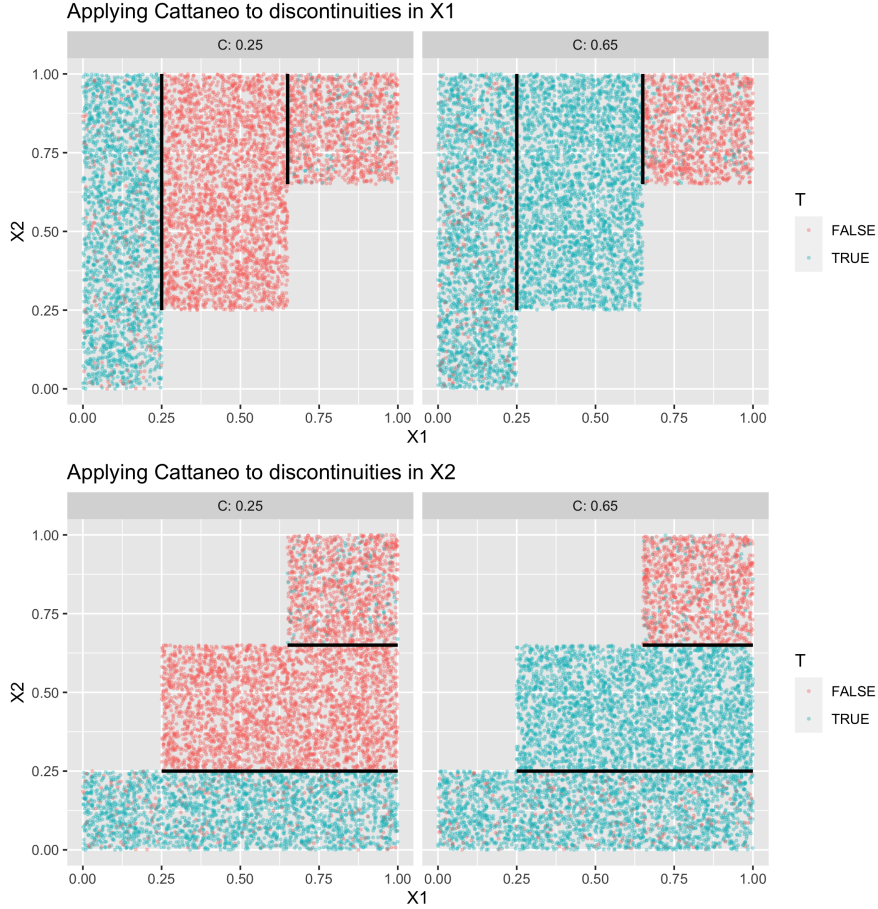 Applying Cattaneo to discontinuities in X1
C: 0.25
C: 0.65
1.00
0.75
0.50
0.25
0.00
X2
0.00 0.25 0.50 0.75 1.00
0.00 0.25 0.50 0.75 1.00
X1
T
FALSE
TRUE
Applying Cattaneo to discontinuities in X2
C: 0.25
C: 0.65
1.00
0.75
0.50
0.25
0.00
X2
0.00 0.25 0.50 0.75 1.00
0.00 0.25 0.50 0.75 1.00
X1
T
FALSE
TRUE